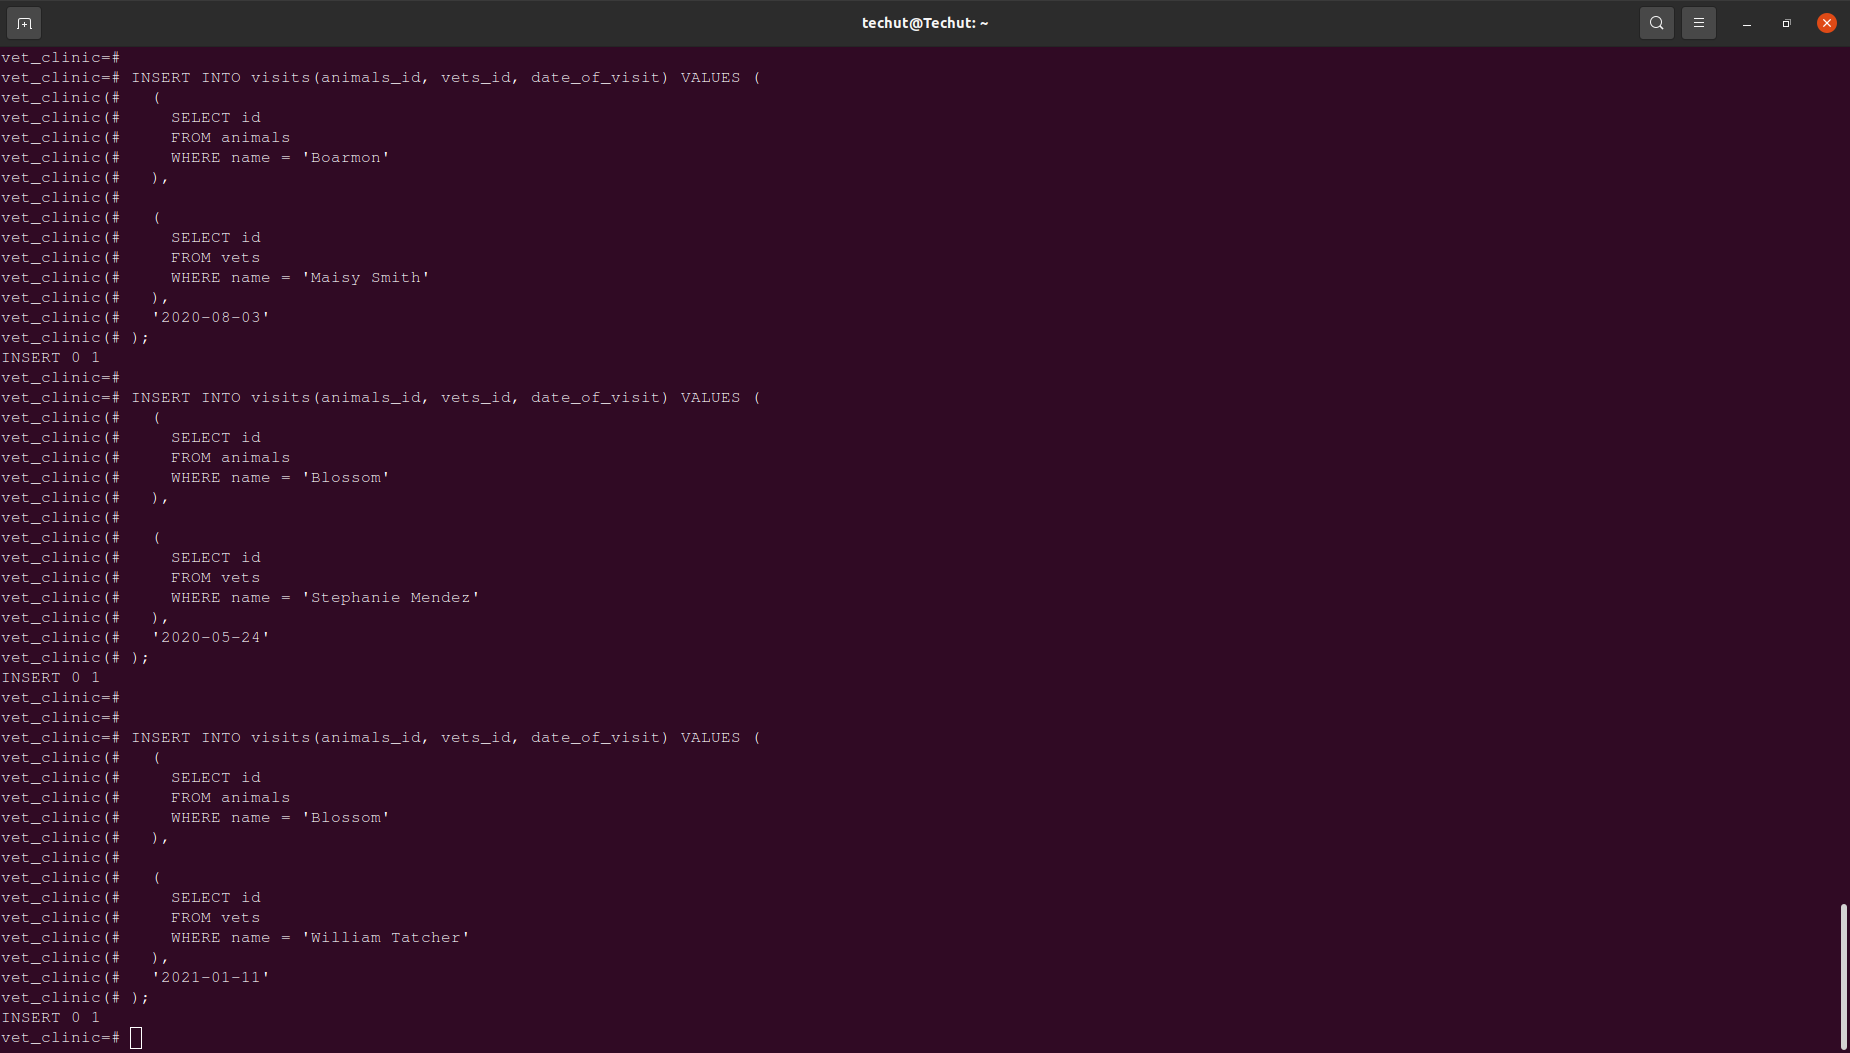 techut@Techut: ~
vet_clinic=#
vet_clinic=# INSERT INTO visits(animals_id, vets_id, date_of_visit) VALUES (
vet_clinic(#   (
vet_clinic(#     SELECT id
vet_clinic(#     FROM animals
vet_clinic(#     WHERE name = 'Boarmon'
vet_clinic(#   ),
vet_clinic(#
vet_clinic(#   (
vet_clinic(#     SELECT id
vet_clinic(#     FROM vets
vet_clinic(#     WHERE name = 'Maisy Smith'
vet_clinic(#   ),
vet_clinic(#   '2020-08-03'
vet_clinic(# );
INSERT 0 1
vet_clinic=#
vet_clinic=# INSERT INTO visits(animals_id, vets_id, date_of_visit) VALUES (
vet_clinic(#   (
vet_clinic(#     SELECT id
vet_clinic(#     FROM animals
vet_clinic(#     WHERE name = 'Blossom'
vet_clinic(#   ),
vet_clinic(#
vet_clinic(#   (
vet_clinic(#     SELECT id
vet_clinic(#     FROM vets
vet_clinic(#     WHERE name = 'Stephanie Mendez'
vet_clinic(#   ),
vet_clinic(#   '2020-05-24'
vet_clinic(# );
INSERT 0 1
vet_clinic=#
vet_clinic=#
vet_clinic=# INSERT INTO visits(animals_id, vets_id, date_of_visit) VALUES (
vet_clinic(#   (
vet_clinic(#     SELECT id
vet_clinic(#     FROM animals
vet_clinic(#     WHERE name = 'Blossom'
vet_clinic(#   ),
vet_clinic(#
vet_clinic(#   (
vet_clinic(#     SELECT id
vet_clinic(#     FROM vets
vet_clinic(#     WHERE name = 'William Tatcher'
vet_clinic(#   ),
vet_clinic(#   '2021-01-11'
vet_clinic(# );
INSERT 0 1
vet_clinic=#